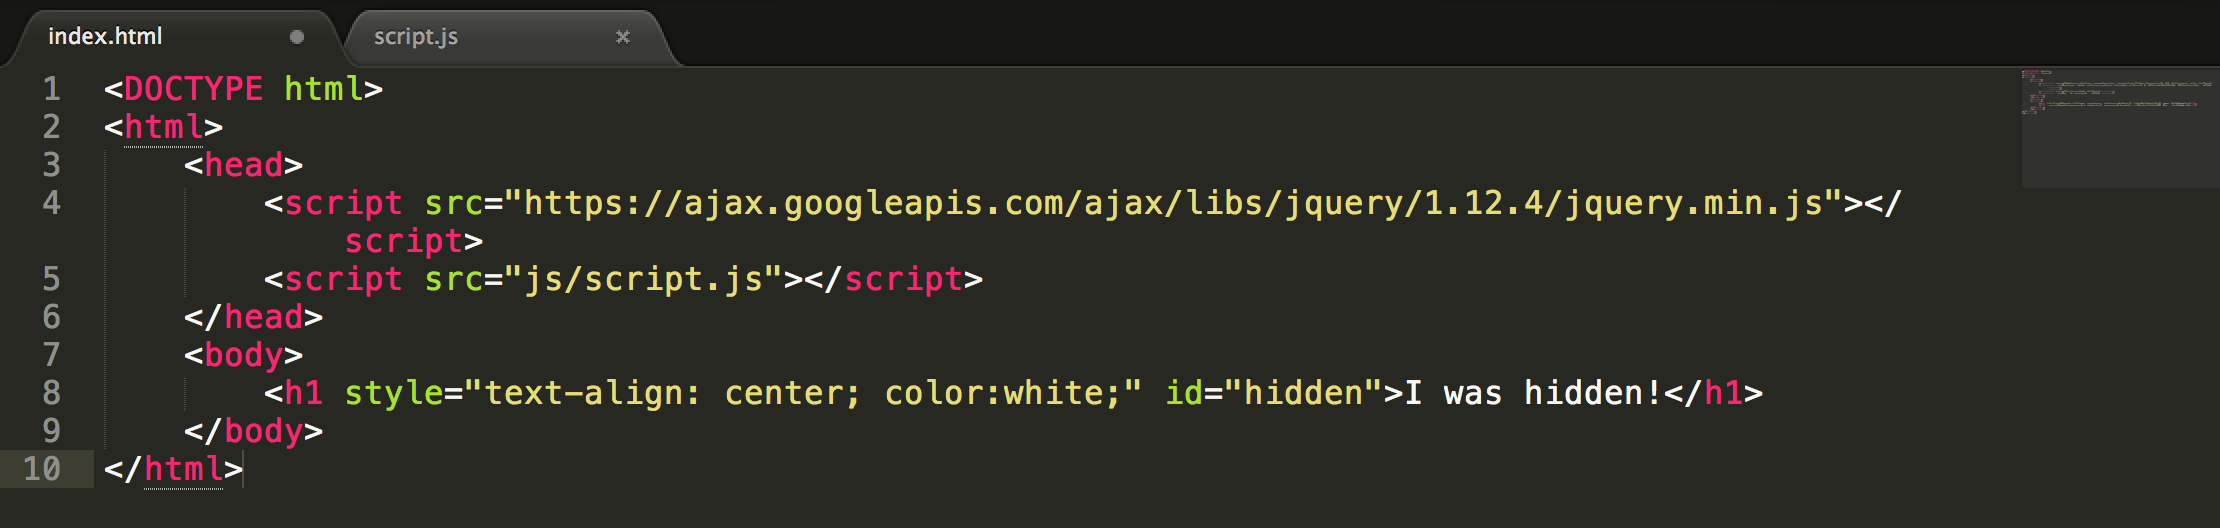 index.html script.js
1 <DOCTYPE html>
2 <html>
3 <head>
4 <script src="https://ajax.googleapis.com/ajax/libs/jquery/1.12.4/jquery.min.js"></
script>
5 <script src="js/script.js"></script>
6 </head>
7 <body>
8 <h1 style="text-align: center; color:white;" id="hidden">I was hidden!</h1>
9 </body>
10 </html>